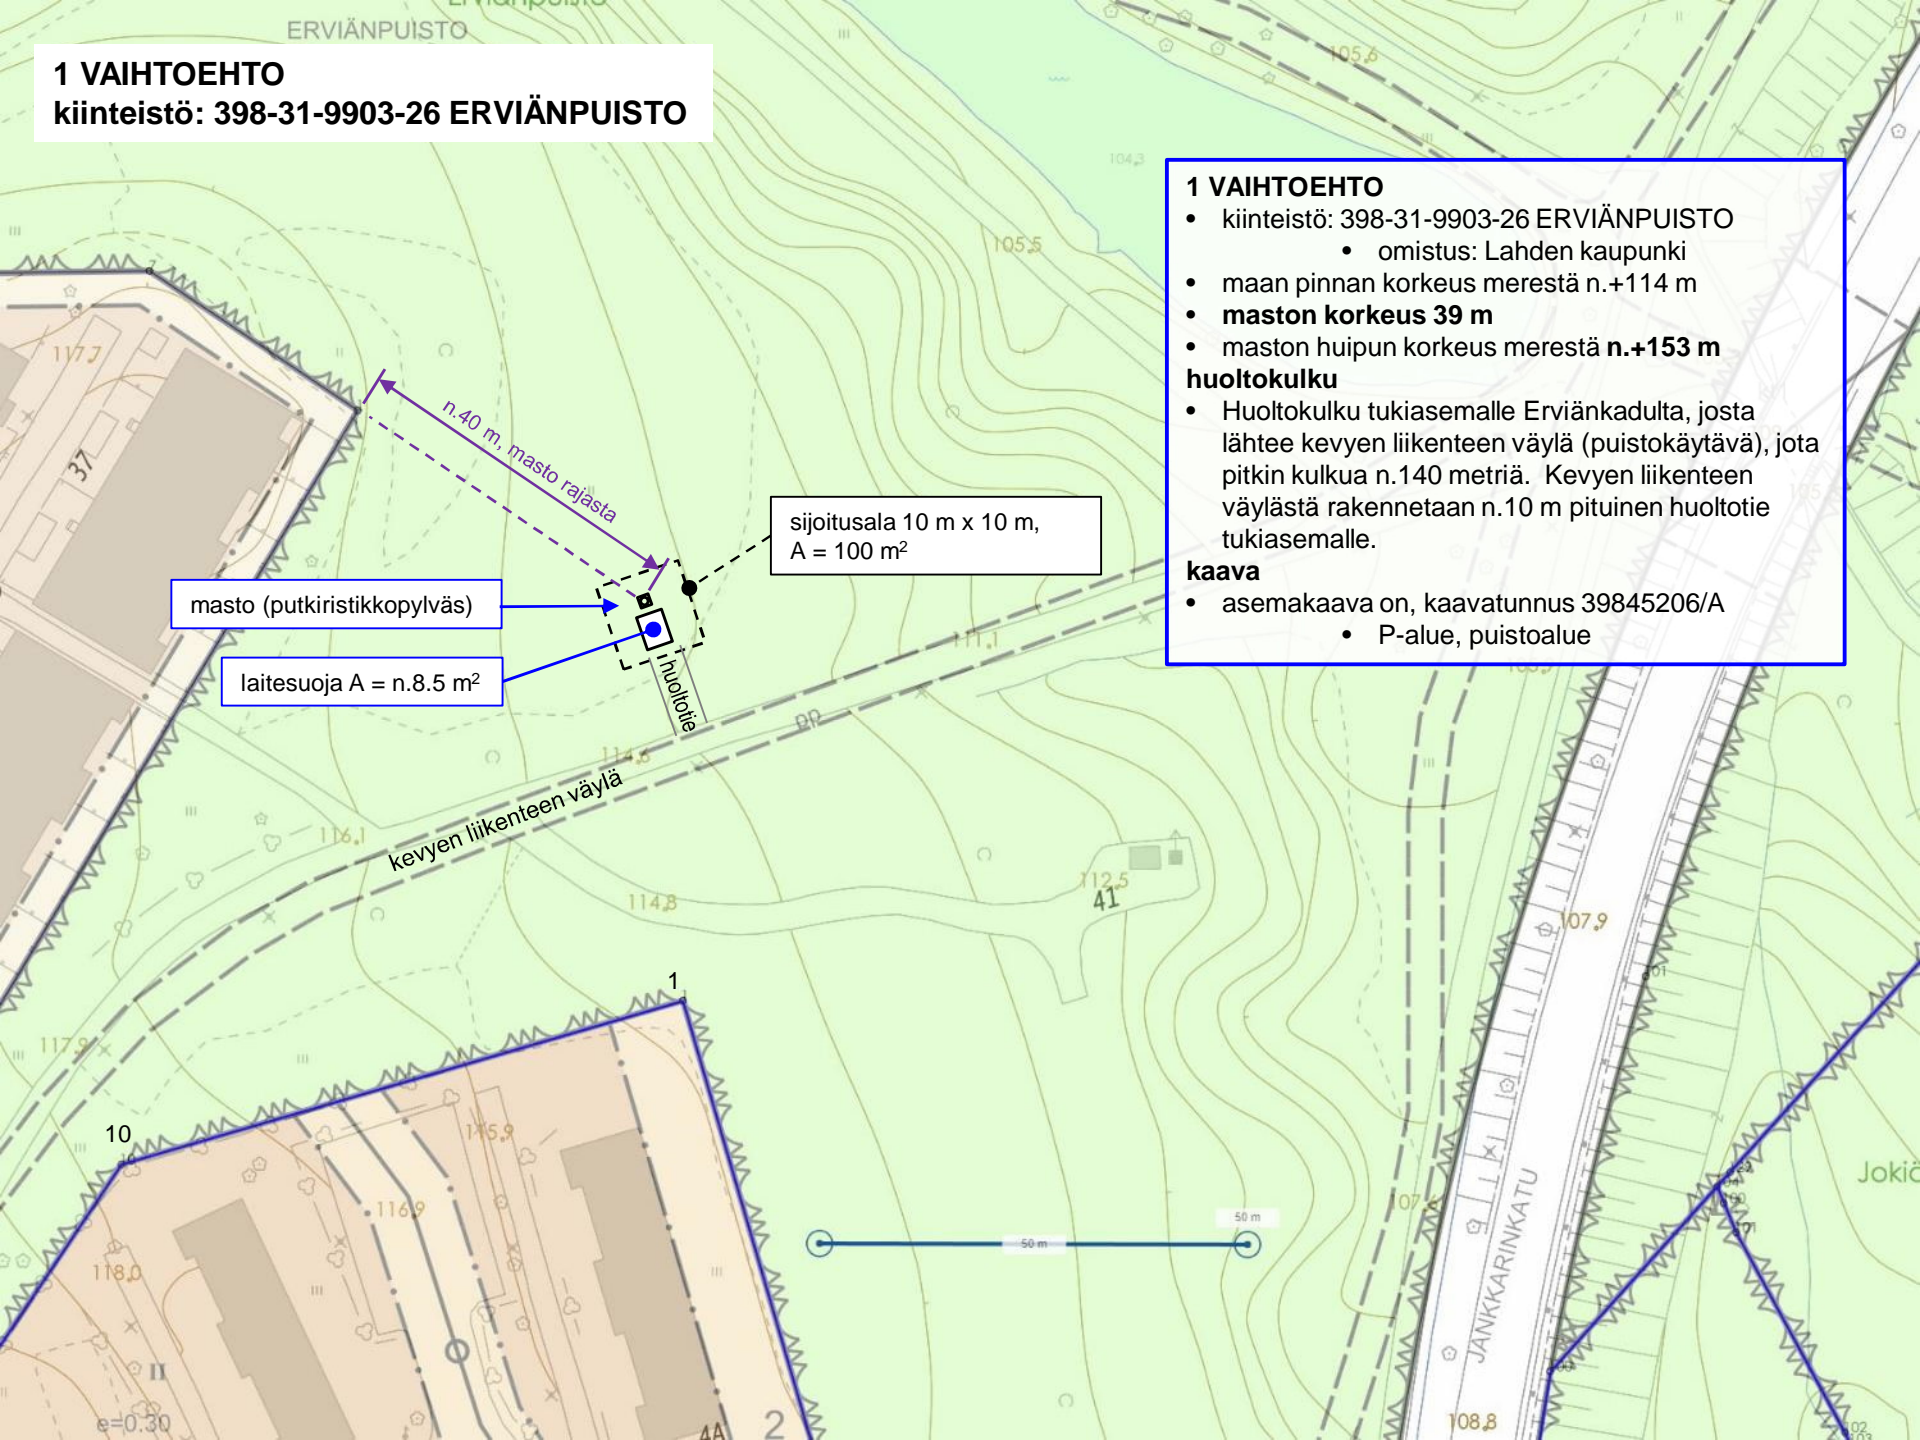 Erviänpuisto
ERVIÄNPUISTO
1 VAIHTOEHTO
kiinteistö: 398-31-9903-26 ERVIÄNPUISTO
105,6
104,3
105,5
1 VAIHTOEHTO
• kiinteistö: 398-31-9903-26 ERVIÄNPUISTO
• omistus: Lahden kaupunki
• maan pinnan korkeus merestä n.+114 m
• maston korkeus 39 m
• maston huipun korkeus merestä n.+153 m
huoltokulku
• Huoltokulku tukiasemalle Erviänkadulta, josta
lähtee kevyen liikenteen väylä (puistokäytävä), jota
pitkin kulkua n.140 metriä. Kevyen liikenteen
väylästä rakennetaan n.10 m pituinen huoltotie
tukiasemalle.
kaava
• asemakaava on, kaavatunnus 39845206/A
• P-alue, puistoalue
117,7
37
n.40 m, masto rajasta
sijoitusala 10 m x 10 m,
A = 100 m²
masto (putkiristikkopylväs)
laitesuoja A = n.8.5 m²
huoltotie
111,1
pp
114,6
kevyen liikenteen väylä
116,1
114,8
112,5
41
107,9
101
1
117,9
10
115,9
116,9
118,0
50 m
50 m
107,6
JANKKARINKATU
II
e=0.30
4A
2
108,8